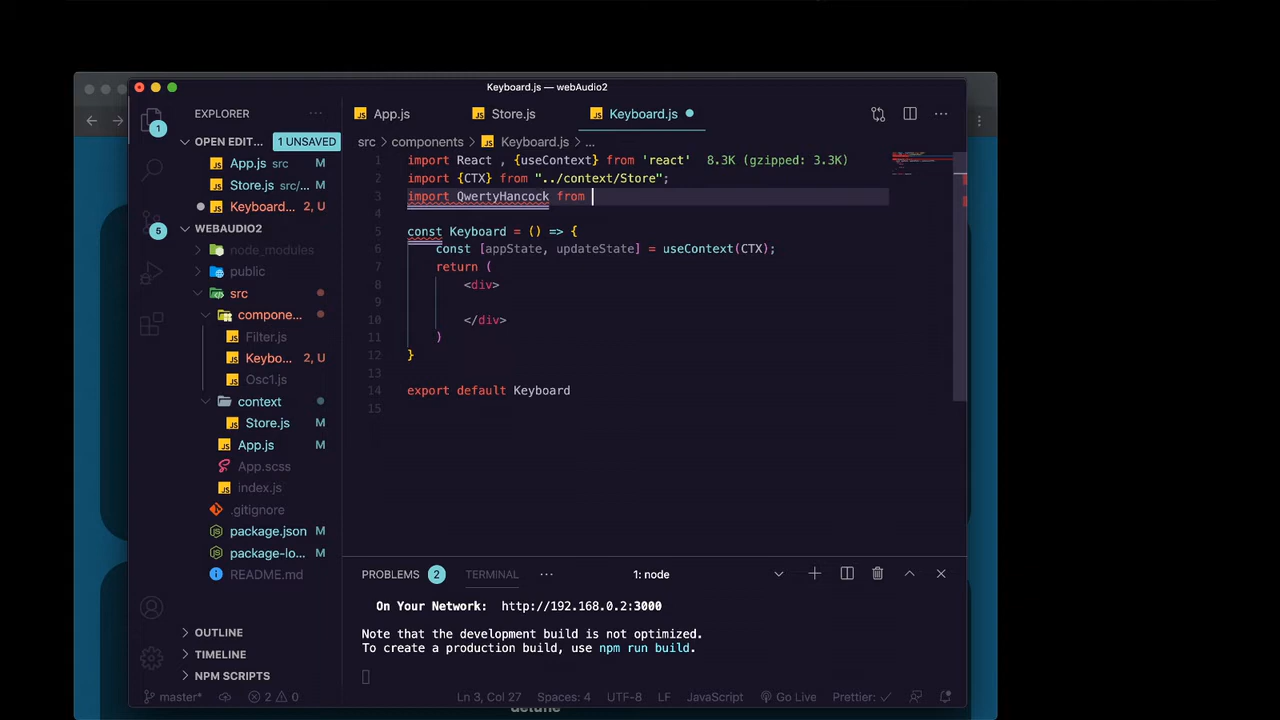 Keyboard.js — webAudio2
EXPLORER
OPEN EDIT...
1 UNSAVED
App.js src M
Store.js src/... M
Keyboard... 2, U
WEBAUDIO2
node_modules
public
src
compone...
Filter.js
Keybo... 2, U
Osc1.js
context
Store.js M
App.js M
App.scss
index.js
.gitignore
package.json M
package-lo... M
README.md
OUTLINE
TIMELINE
NPM SCRIPTS
1
5
App.js Store.js Keyboard.js
src > components > Keyboard.js > ...
1 import React , {useContext} from 'react' 8.3K (gzipped: 3.3K)
2 import {CTX} from "../context/Store";
3 import QwertyHancock from
4
5 const Keyboard = () => {
6 const [appState, updateState] = useContext(CTX);
7 return (
8 <div>
9
10 </div>
11 )
12 }
13
14 export default Keyboard
15
PROBLEMS 2 TERMINAL ... 1: node
On Your Network: http://192.168.0.2:3000
Note that the development build is not optimized.
To create a production build, use npm run build.
master* 2 0 Ln 3, Col 27 Spaces: 4 UTF-8 LF JavaScript Go Live Prettier: ✓
detune